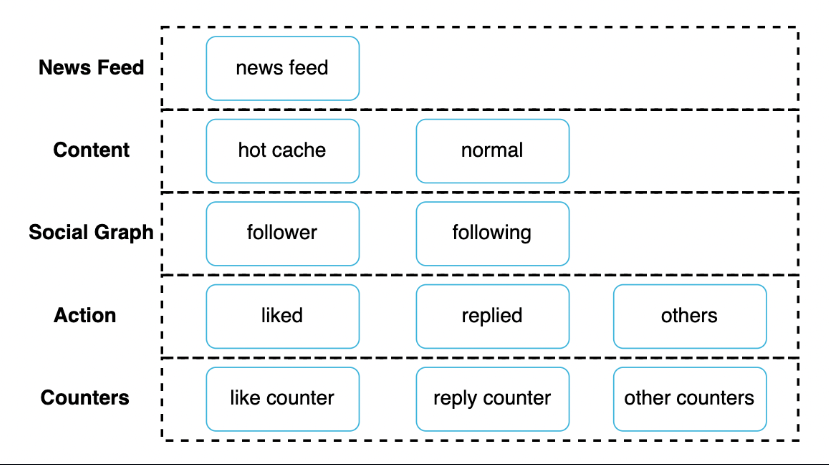 News Feed
news feed
Content
hot cache
normal
Social Graph
follower
following
Action
liked
replied
others
Counters
like counter
reply counter
other counters